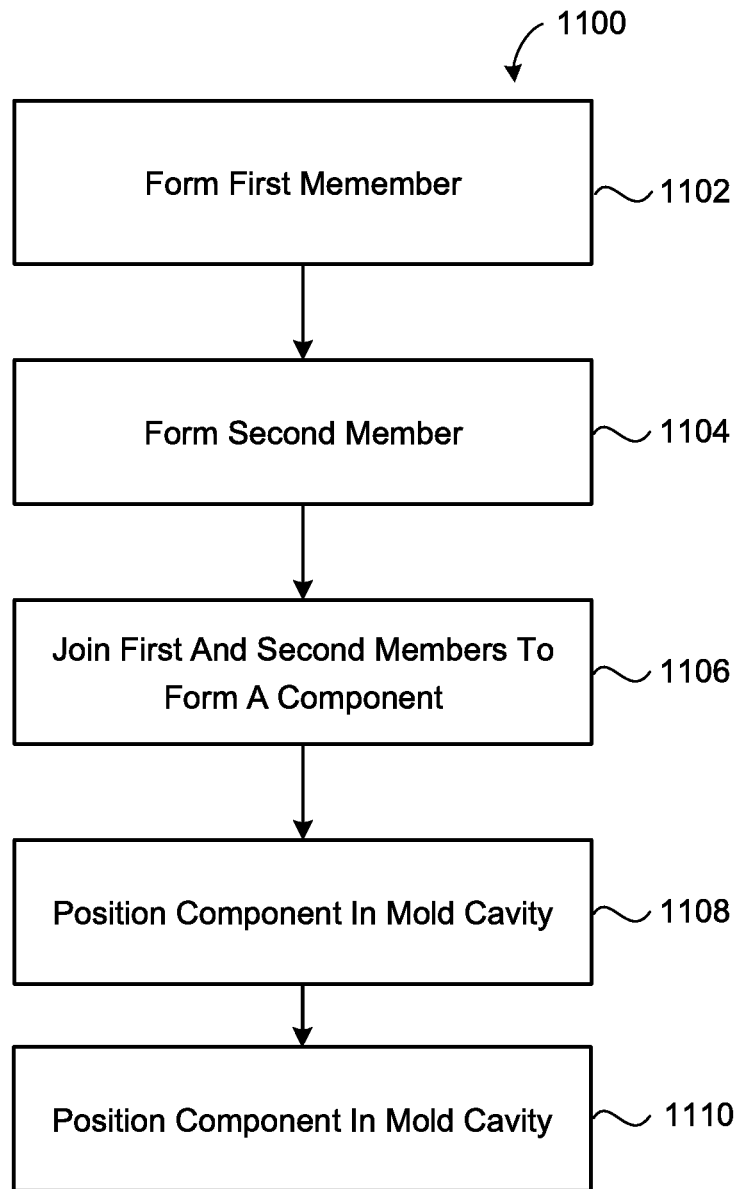 1100
Form First Memember
1102
Form Second Member
1104
Join First And Second Members To
Form A Component
1106
Position Component In Mold Cavity
1108
Position Component In Mold Cavity
1110